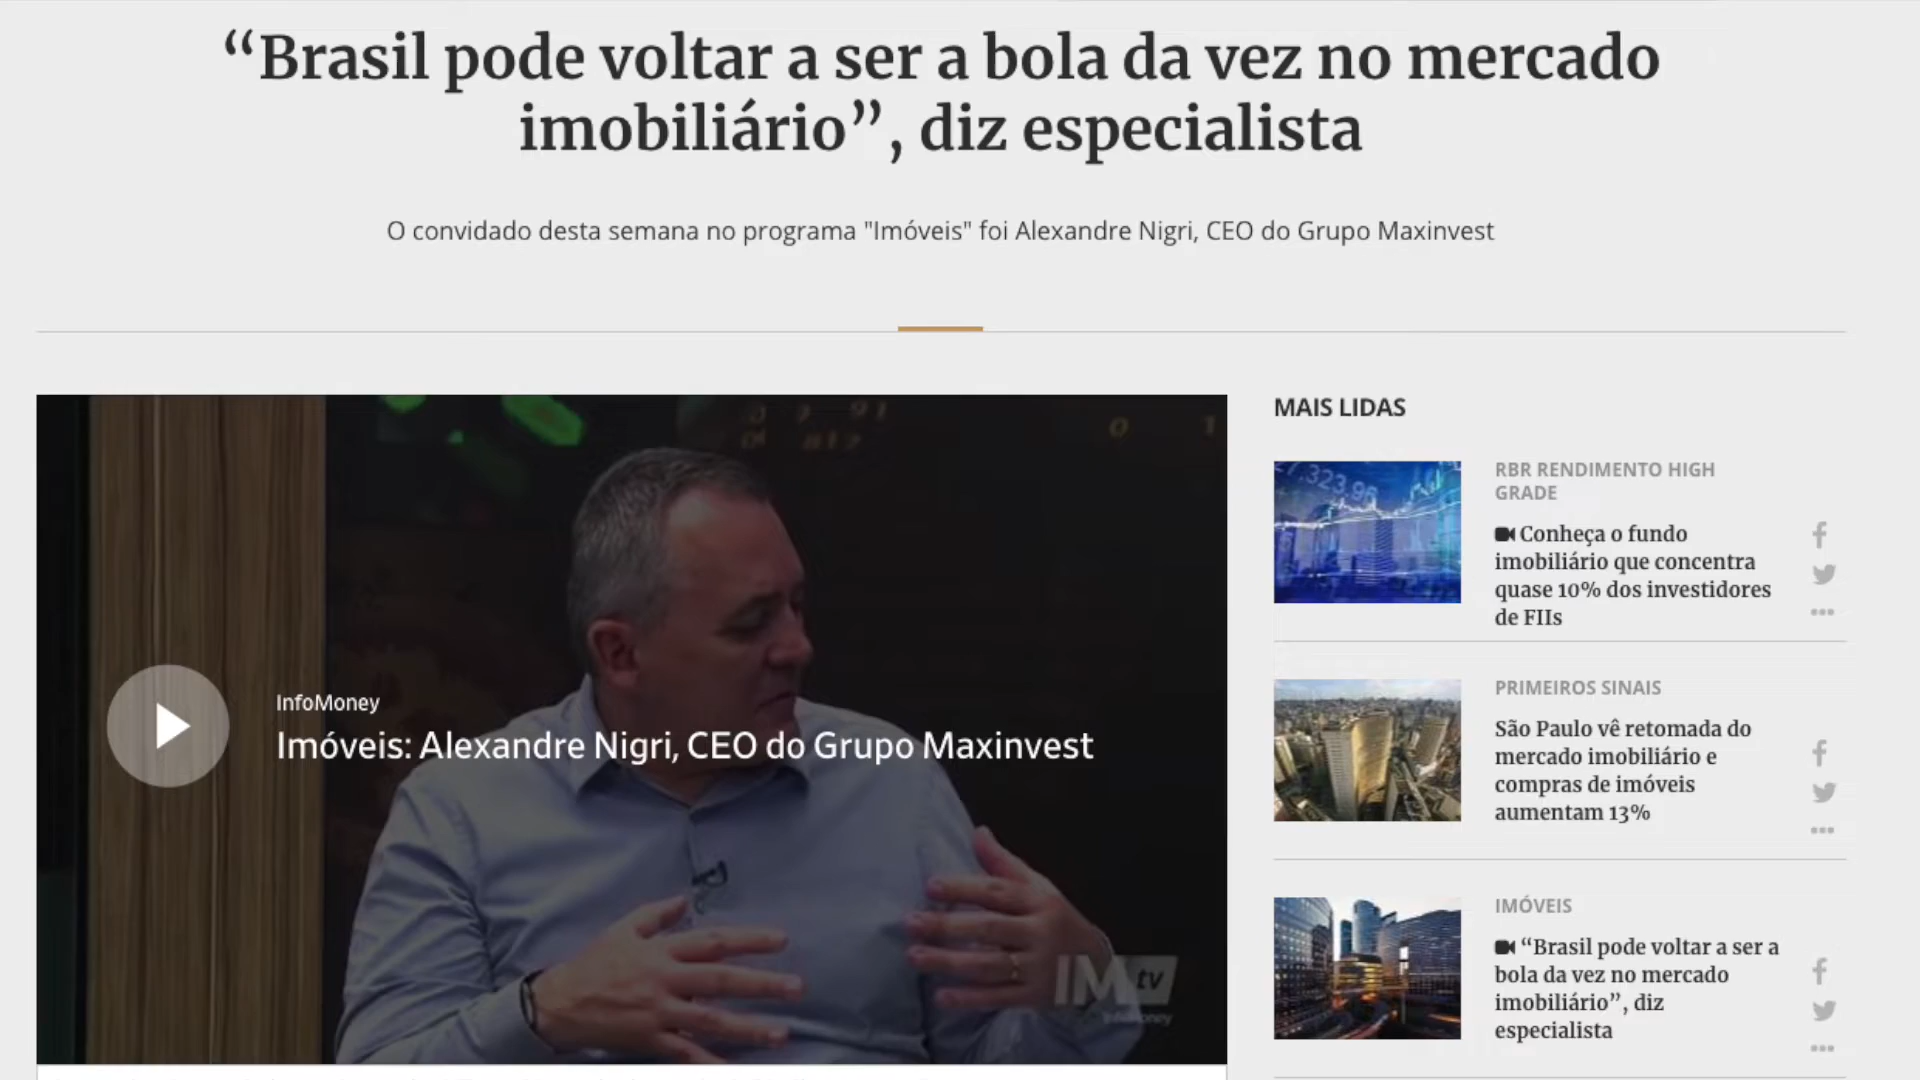 “Brasil pode voltar a ser a bola da vez no mercado
imobiliário”, diz especialista
O convidado desta semana no programa "Imóveis" foi Alexandre Nigri, CEO do Grupo Maxinvest
InfoMoney
Imóveis: Alexandre Nigri, CEO do Grupo Maxinvest
IM tv
MAIS LIDAS
RBR RENDIMENTO HIGH
GRADE
Conheça o fundo
imobiliário que concentra
quase 10% dos investidores
de FIIs
PRIMEIROS SINAIS
São Paulo vê retomada do
mercado imobiliário e
compras de imóveis
aumentam 13%
IMÓVEIS
“Brasil pode voltar a ser a
bola da vez no mercado
imobiliário”, diz
especialista